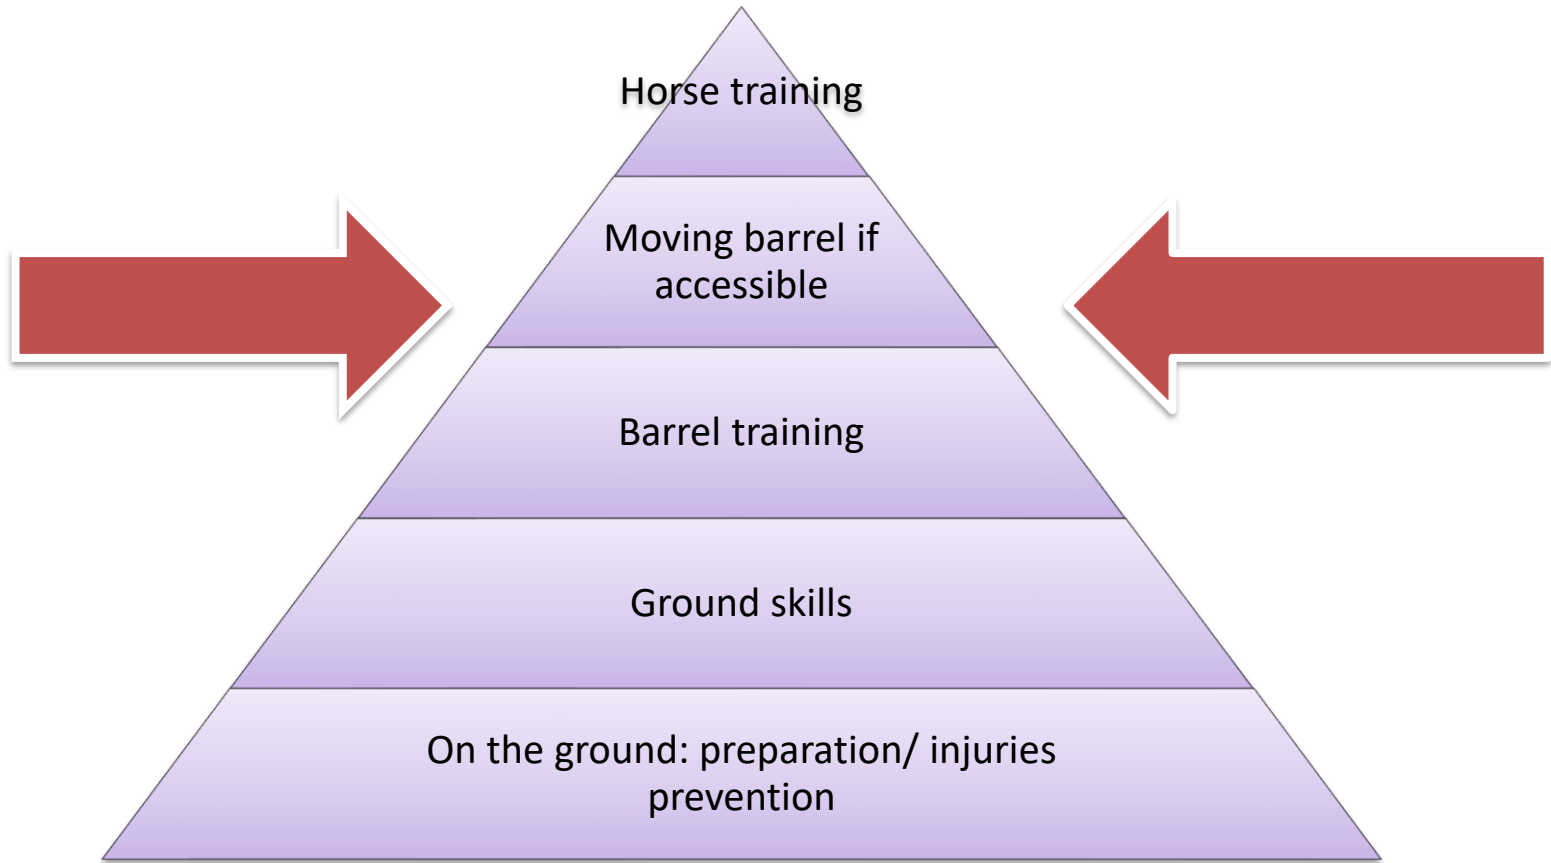 Horse training
Moving barrel if
accessible
Barrel training
Ground skills
On the ground: preparation/ injuries
prevention